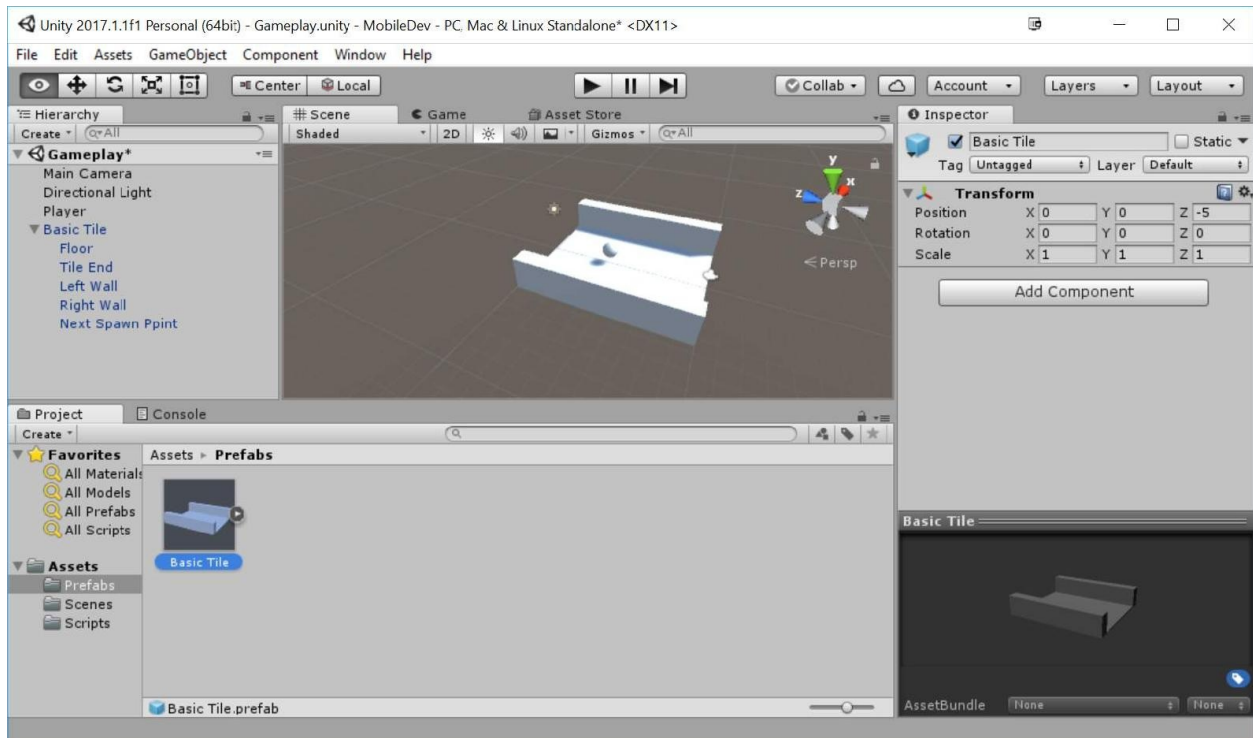 Unity 2017.1.1f1 Personal (64bit) - Gameplay.unity - MobileDev - PC, Mac & Linux Standalone* <DX11>
File Edit Assets GameObject Component Window Help
Center Local Collab Account Layers Layout
Hierarchy
Create All
Gameplay*
Main Camera
Directional Light
Player
Basic Tile
Floor
Tile End
Left Wall
Right Wall
Next Spawn Ppint
Scene Game Asset Store
Shaded 2D Gizmos All
y
x
z
Persp
Inspector
Basic Tile Static
Tag Untagged Layer Default
Transform
Position X 0 Y 0 Z -5
Rotation X 0 Y 0 Z 0
Scale X 1 Y 1 Z 1
Add Component
Project Console
Create
Favorites
All Materials
All Models
All Prefabs
All Scripts
Assets
Prefabs
Scenes
Scripts
Assets Prefabs
Basic Tile
Basic Tile.prefab
Basic Tile
AssetBundle None None